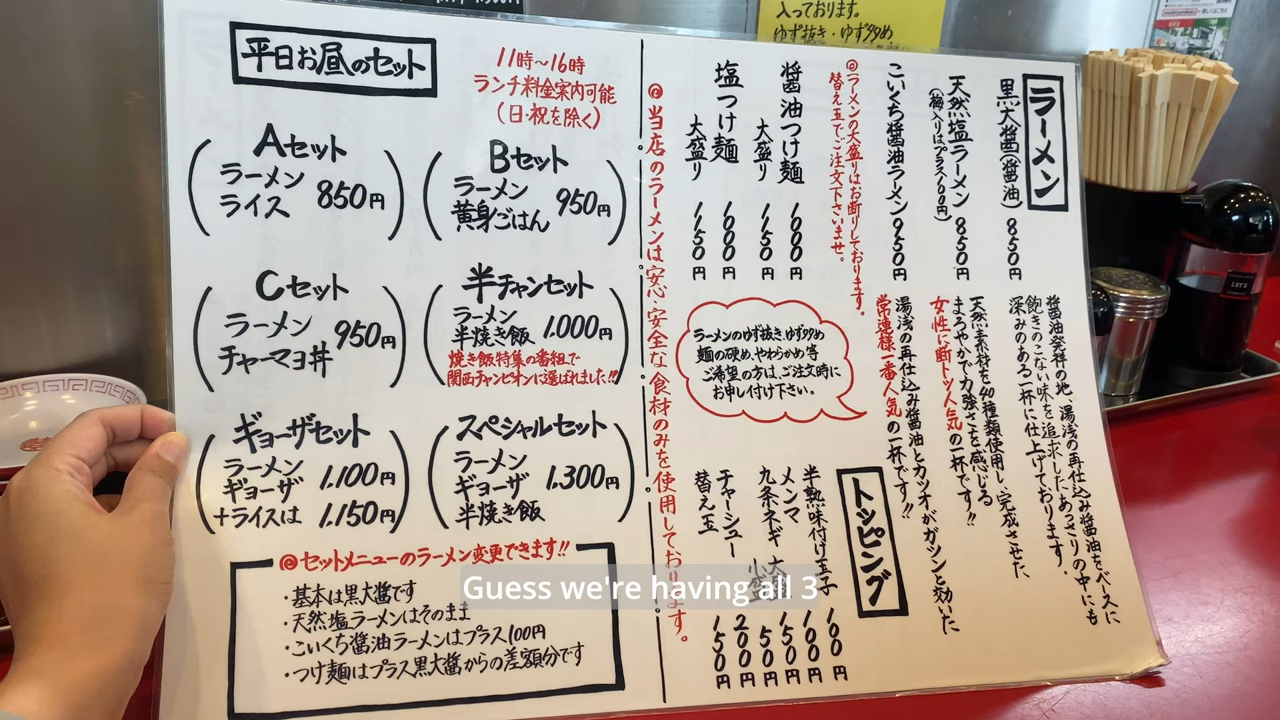 入っております。
ゆず抜き・ゆず多め
平日お昼のセット
11時〜16時
ランチ料金案内可能
(日・祝を除く)
Aセット
ラーメン
ライス
850円
Bセット
ラーメン
黄身ごはん
950円
Cセット
ラーメン
チャーマヨ丼
950円
半チャンセット
ラーメン
半焼き飯
1.000円
焼き飯特集の番組で
関西チャンピオンに選ばれました!!
ギョーザセット
ラーメン
ギョーザ
1.100円
+ライスは 1.150円
スペシャルセット
ラーメン
ギョーザ
半焼き飯
1.300円
◎セットメニューのラーメン変更できます!!
・基本は黒大醤です
・天然塩ラーメンはそのまま
・こいくち醤油ラーメンはプラス100円
・つけ麺はプラス黒大醤からの差額分です
ラーメン
黒大醤(醤油) 850円
醤油発祥の地、湯浅の再仕込み醤油をベースに
飽きのこない味を追求したあっさりの中にも
深みのある一杯に仕上げております。
天然塩ラーメン 850円
(梅入りはプラス100円)
天然素材を40種類使用し、完成させた、
まろやかで力強さを感じる
女性に断トツ人気の一杯です!!
こいくち醤油ラーメン 950円
湯浅の再仕込み醤油とカツオがガシンと効いた
常連様一番人気の一杯です!!
◎ラーメンの大盛りはお断りしております。
替え玉でご注文下さいませ。
醤油つけ麺 1000円
大盛り 1150円
塩つけ麺 1000円
大盛り 1150円
ラーメンのゆず抜き、ゆず多め
麺の硬め、やわらかめ等
ご希望の方は、ご注文時に
お申し付け下さい。
トッピング
半熟味付け玉子 100円
メンマ 100円
九条ネギ 大 150円
小 50円
チャーシュー 200円
替え玉 150円
◎当店のラーメンは安心・安全な食材のみを使用しております。
Guess we're having all 3